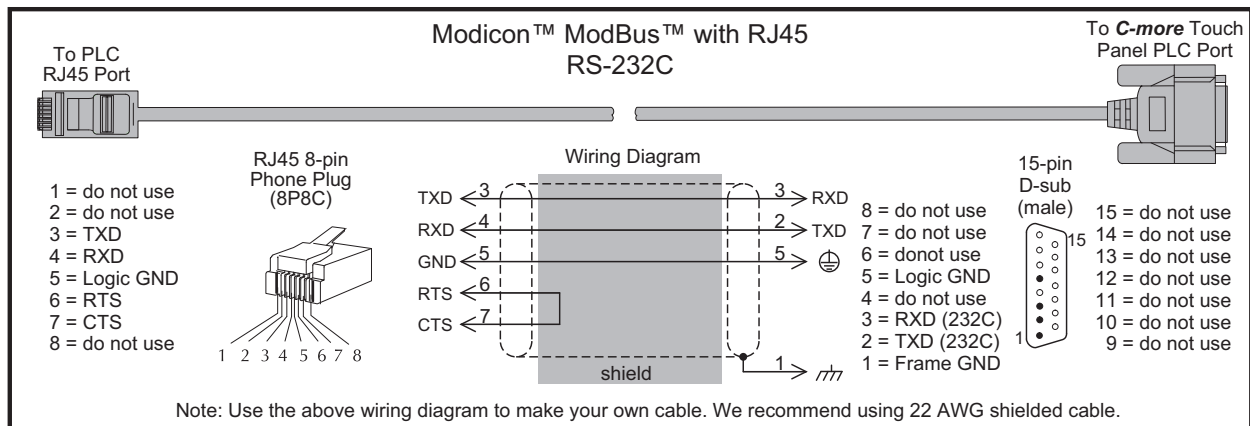 Modicon™ ModBus™ with RJ45
RS-232C
To PLC
RJ45 Port
To C-more Touch
Panel PLC Port
1 = do not use
2 = do not use
3 = TXD
4 = RXD
5 = Logic GND
6 = RTS
7 = CTS
8 = do not use
RJ45 8-pin
Phone Plug
(8P8C)
1 2 3 4 5 6 7 8
Wiring Diagram
TXD 3 3 RXD
RXD 4 2 TXD
GND 5 5
RTS 6
CTS 7
shield
1
8 = do not use
7 = do not use
6 = donot use
5 = Logic GND
4 = do not use
3 = RXD (232C)
2 = TXD (232C)
1 = Frame GND
15-pin
D-sub
(male)
15
1
15 = do not use
14 = do not use
13 = do not use
12 = do not use
11 = do not use
10 = do not use
9 = do not use
Note: Use the above wiring diagram to make your own cable. We recommend using 22 AWG shielded cable.